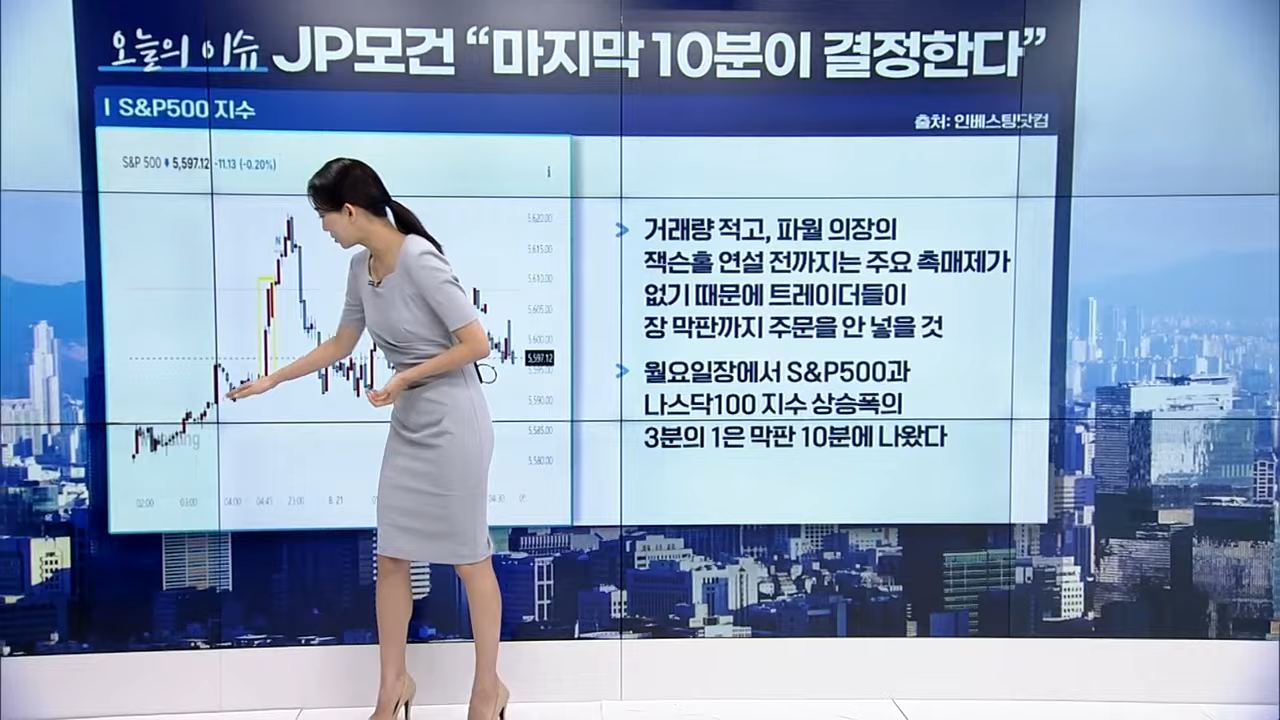 오늘의 이슈 JP모건 “마지막 10분이 결정한다”
S&P500 지수
출처: 인베스팅닷컴
S&P 500 5,597.12 -11.13 (-0.20%)
N
5,620.00
5,615.00
5,610.00
5,605.00
5,600.00
5,597.12
5,595.00
5,590.00
5,585.00
5,580.00
02:00 03:00 04:00 04:45 23:00 8. 21 04:30
거래량 적고, 파월 의장의
잭슨홀 연설 전까지는 주요 촉매제가
없기 때문에 트레이더들이
장 막판까지 주문을 안 넣을 것
월요일장에서 S&P500과
나스닥100 지수 상승폭의
3분의 1은 막판 10분에 나왔다